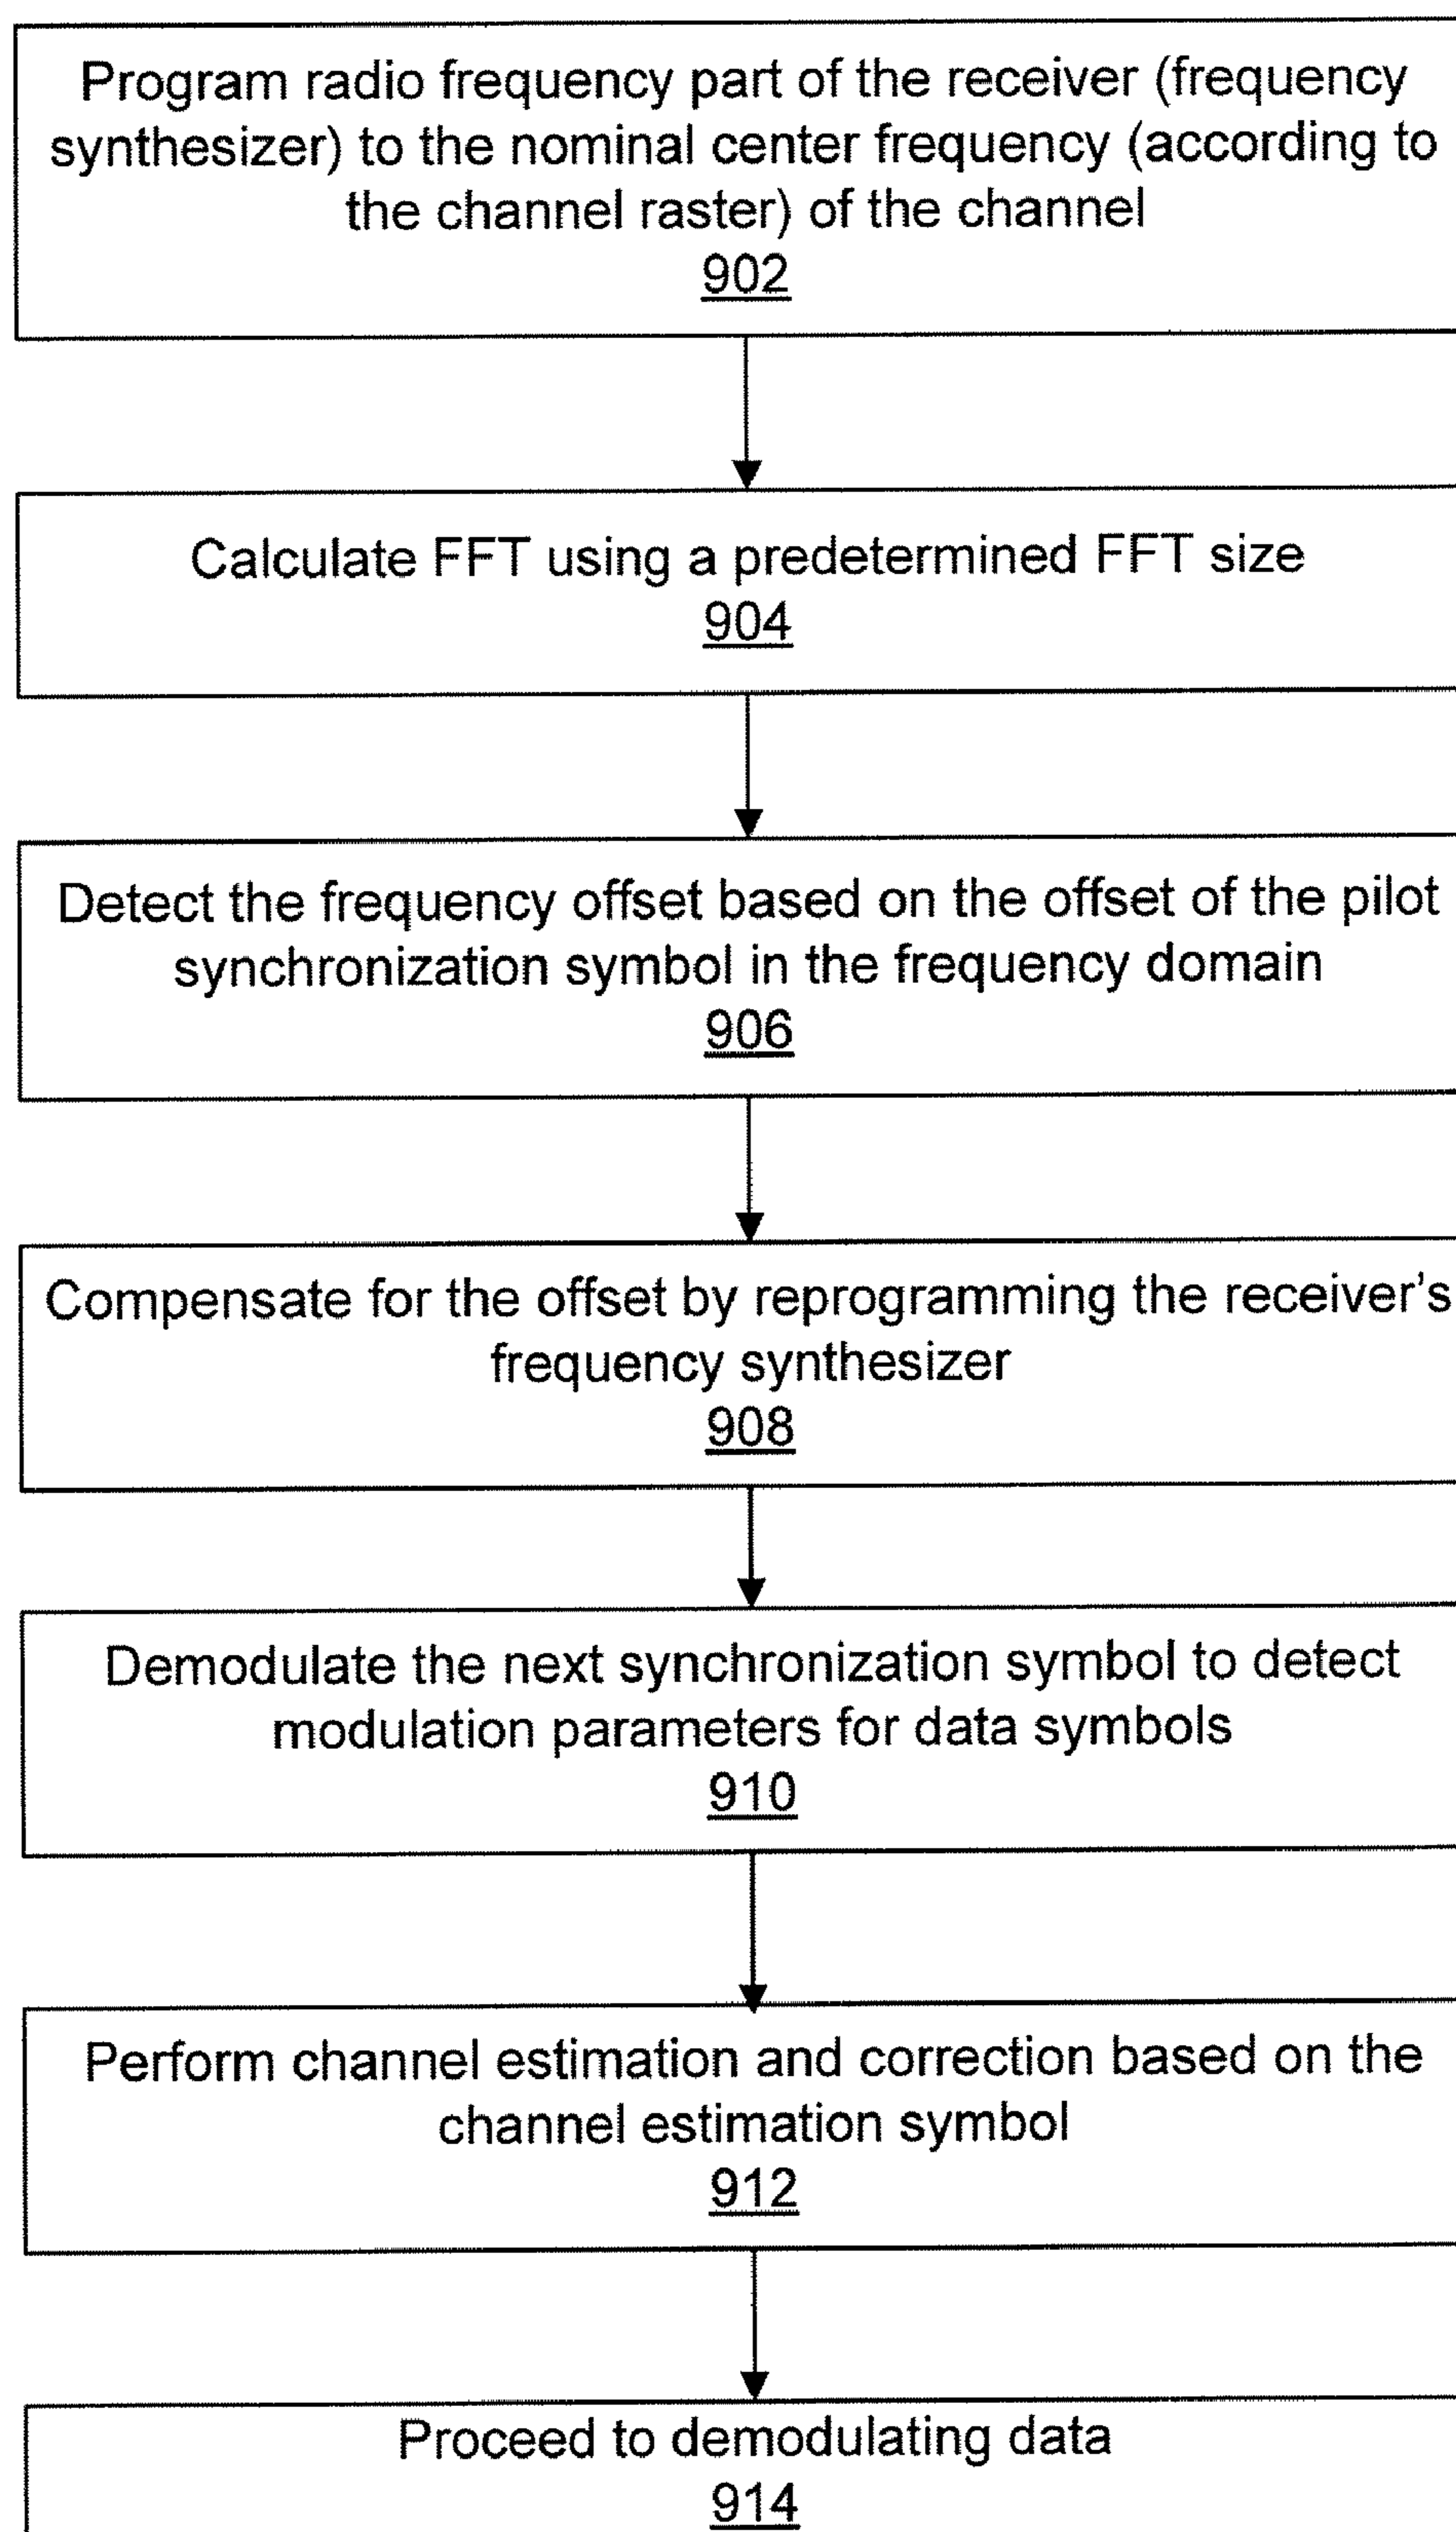 Program radio frequency part of the receiver (frequency
synthesizer) to the nominal center frequency (according to
the channel raster) of the channel
902
Calculate FFT using a predetermined FFT size
904
Detect the frequency offset based on the offset of the pilot
synchronization symbol in the frequency domain
906
Compensate for the offset by reprogramming the receiver's
frequency synthesizer
908
Demodulate the next synchronization symbol to detect
modulation parameters for data symbols
910
Perform channel estimation and correction based on the
channel estimation symbol
912
Proceed to demodulating data
914